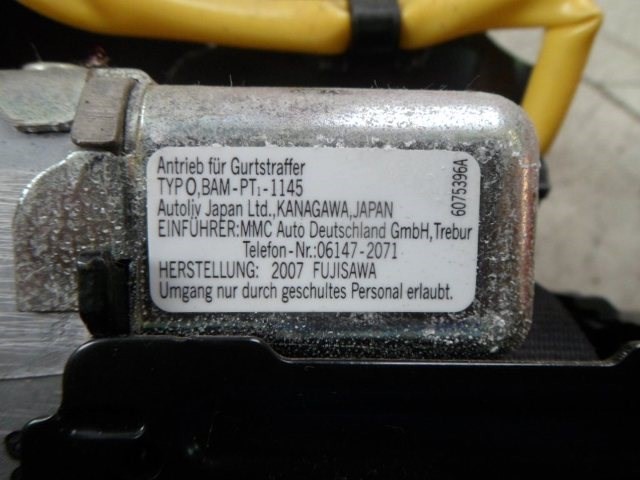 Antrieb für Gurtstraffer
TYP O,BAM-PT₁-1145
Autoliv Japan Ltd.,KANAGAWA,JAPAN
EINFÜHRER:MMC Auto Deutschland GmbH,Trebur
Telefon-Nr.:06147-2071
HERSTELLUNG: 2007 FUJISAWA
Umgang nur durch geschultes Personal erlaubt.
6075396A